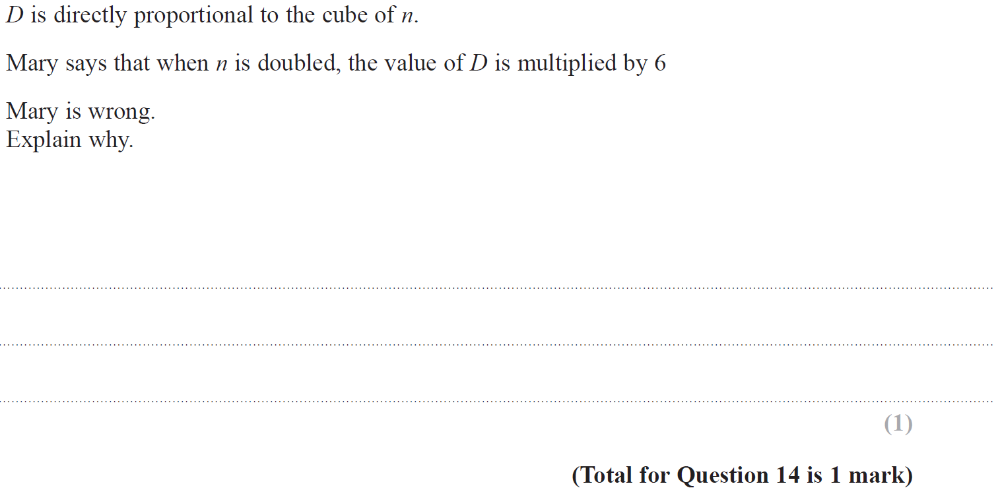 D is directly proportional to the cube of n.
Mary says that when n is doubled, the value of D is multiplied by 6
Mary is wrong.
Explain why.
(1)
(Total for Question 14 is 1 mark)